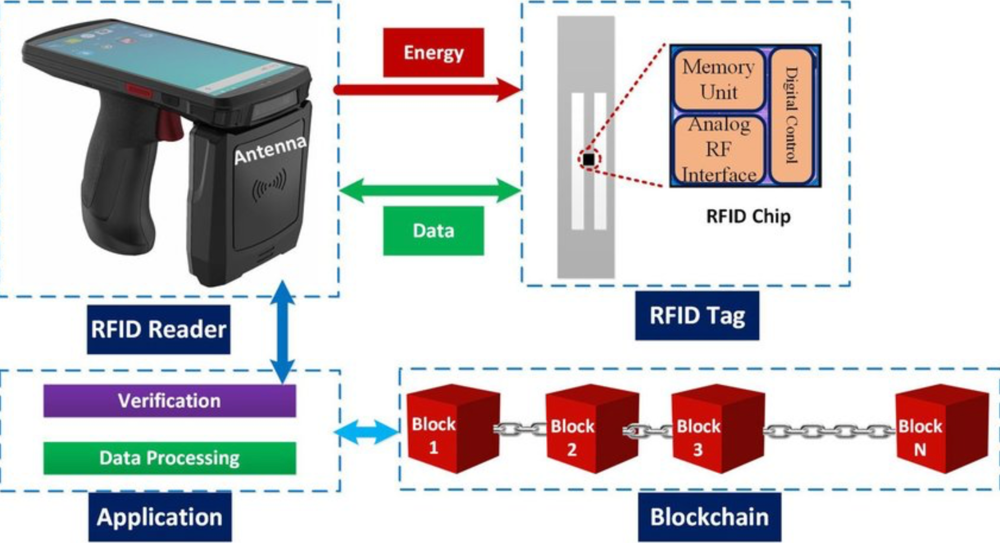 Energy
Antenna
Data
Memory
Unit
Analog
RF
Interface
Digital Control
RFID Chip
RFID Reader
RFID Tag
Verification
Data Processing
Application
Block
1
Block
2
Block
3
Block
N
Blockchain